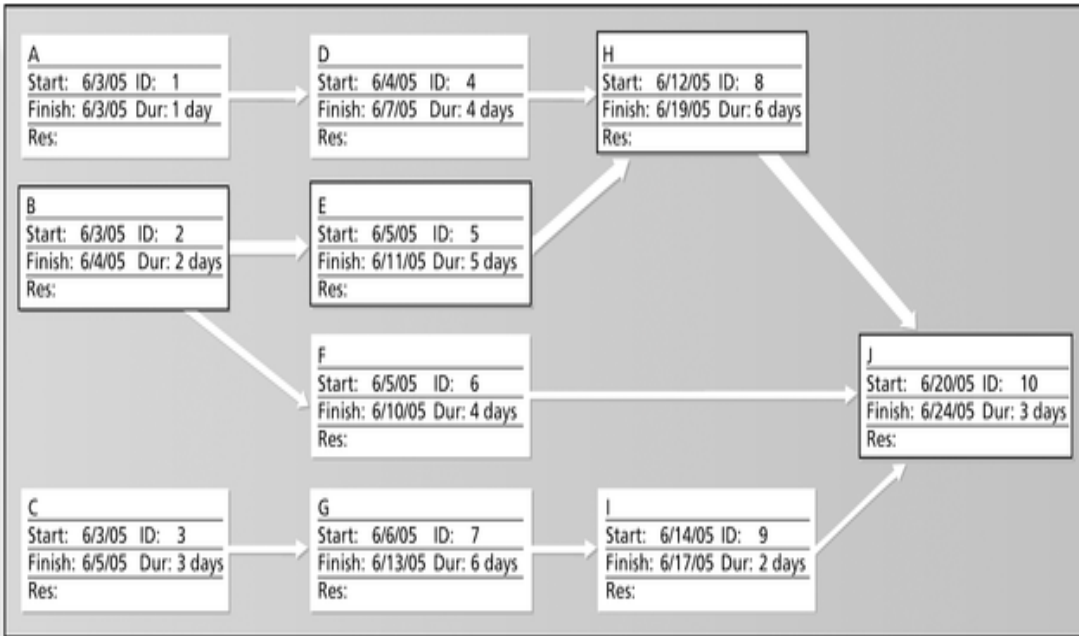 A
Start: 6/3/05 ID: 1
Finish: 6/3/05 Dur: 1 day
Res:
D
Start: 6/4/05 ID: 4
Finish: 6/7/05 Dur: 4 days
Res:
H
Start: 6/12/05 ID: 8
Finish: 6/19/05 Dur: 6 days
Res:
B
Start: 6/3/05 ID: 2
Finish: 6/4/05 Dur: 2 days
Res:
E
Start: 6/5/05 ID: 5
Finish: 6/11/05 Dur: 5 days
Res:
F
Start: 6/5/05 ID: 6
Finish: 6/10/05 Dur: 4 days
Res:
J
Start: 6/20/05 ID: 10
Finish: 6/24/05 Dur: 3 days
Res:
C
Start: 6/3/05 ID: 3
Finish: 6/5/05 Dur: 3 days
Res:
G
Start: 6/6/05 ID: 7
Finish: 6/13/05 Dur: 6 days
Res:
I
Start: 6/14/05 ID: 9
Finish: 6/17/05 Dur: 2 days
Res: